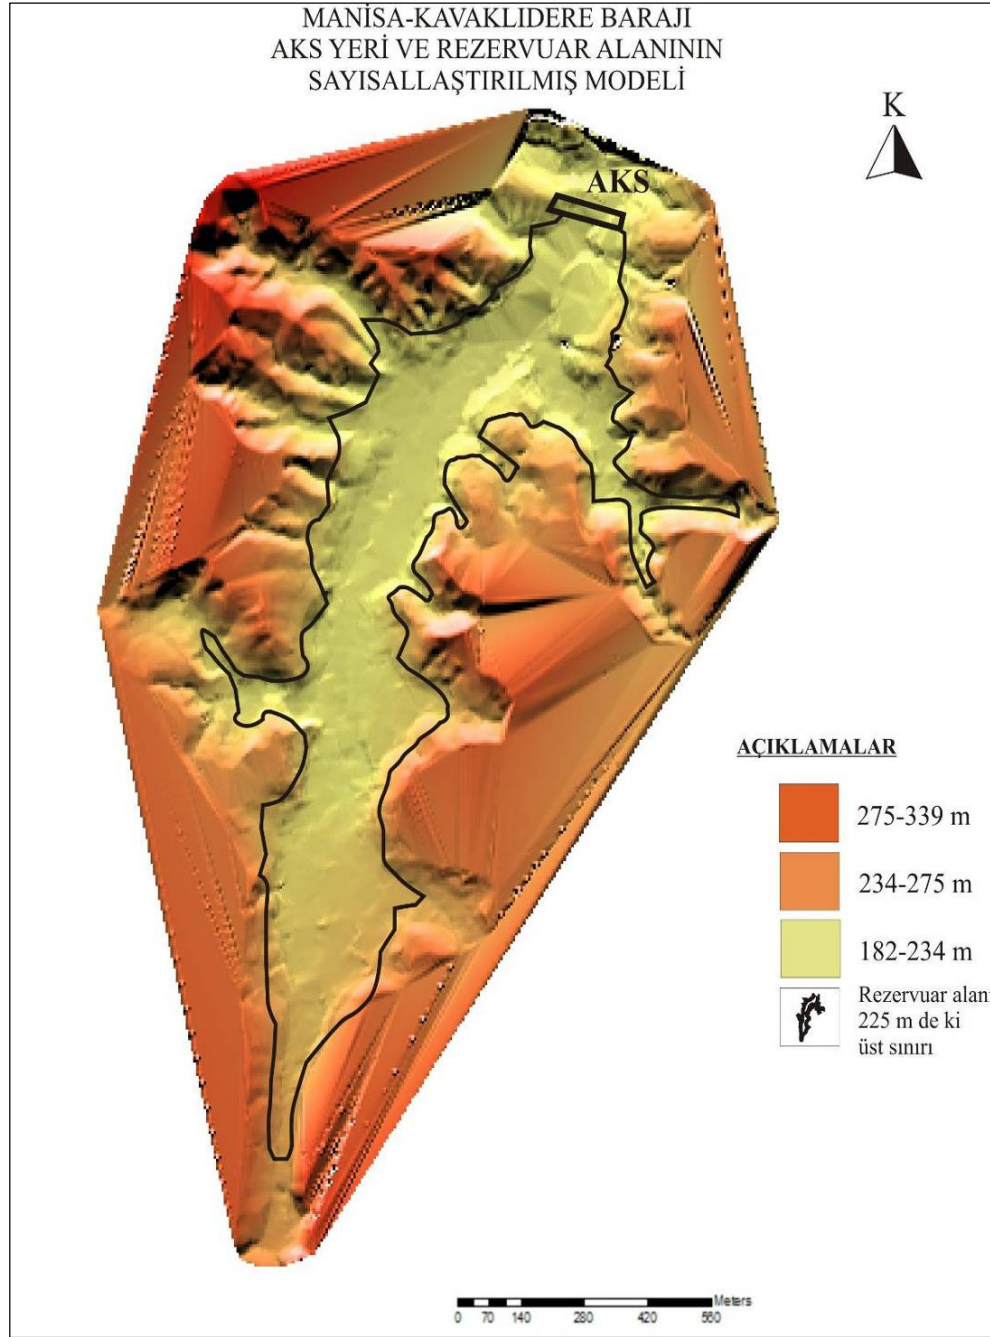 MANİSA-KAVAKLIDERE BARAJI
AKS YERİ VE REZERVUAR ALANININ
SAYISALLAŞTIRILMIŞ MODELİ
K
AKS
AÇIKLAMALAR
275-339 m
234-275 m
182-234 m
Rezervuar alan
225 m de ki
üst sınırı
Meters
0 70 140 280 420 560